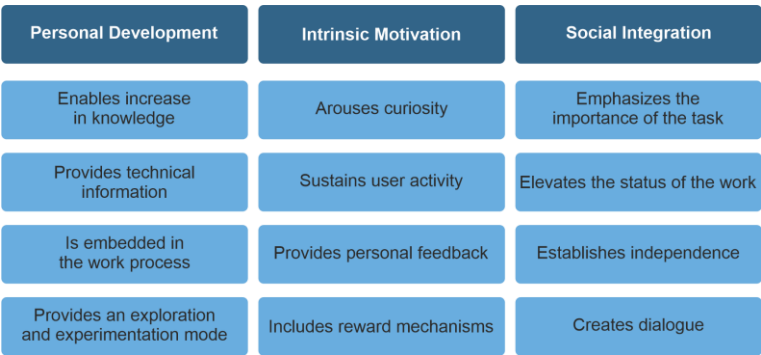 Personal Development
Intrinsic Motivation
Social Integration
Enables increase
in knowledge
Arouses curiosity
Emphasizes the
importance of the task
Provides technical
information
Sustains user activity
Elevates the status of the work
Is embedded in
the work process
Provides personal feedback
Establishes independence
Provides an exploration
and experimentation mode
Includes reward mechanisms
Creates dialogue